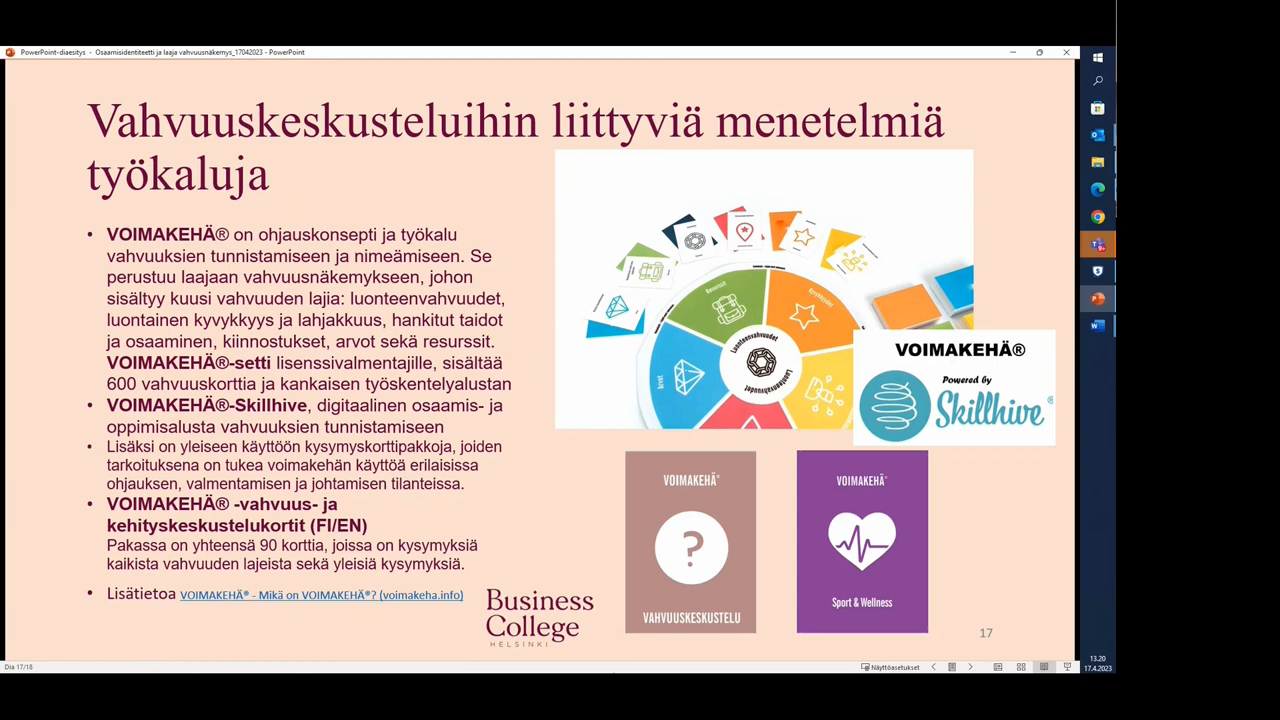 PowerPoint-diaesitys - Osaamisidentiteetti ja laaja vahvuusnäkemys_17042023 - PowerPoint
Vahvuuskeskusteluihin liittyviä menetelmiä
työkaluja
• VOIMAKEHÄ® on ohjauskonsepti ja työkalu
vahvuuksien tunnistamiseen ja nimeämiseen. Se
perustuu laajaan vahvuusnäkemykseen, johon
sisältyy kuusi vahvuuden lajia: luonteenvahvuudet,
luontainen kyvykkyys ja lahjakkuus, hankitut taidot
ja osaaminen, kiinnostukset, arvot sekä resurssit.
VOIMAKEHÄ®-setti lisenssivalmentajille, sisältää
600 vahvuuskorttia ja kankaisen työskentelyalustan
• VOIMAKEHÄ®-Skillhive, digitaalinen osaamis- ja
oppimisalusta vahvuuksien tunnistamiseen
• Lisäksi on yleiseen käyttöön kysymyskorttipakkoja, joiden
tarkoituksena on tukea voimakehän käyttöä erilaisissa
ohjauksen, valmentamisen ja johtamisen tilanteissa.
• VOIMAKEHÄ® -vahvuus- ja
kehityskeskustelukortit (FI/EN)
Pakassa on yhteensä 90 korttia, joissa on kysymyksiä
kaikista vahvuuden lajeista sekä yleisiä kysymyksiä.
• Lisätietoa VOIMAKEHÄ® - Mikä on VOIMAKEHÄ®? (voimakeha.info)
Resurssit
Kyvykkyydet
Arvot
Luonteenvahvuudet
Luonteenvahvuudet
VOIMAKEHÄ®
Powered by
Skillhive®
VOIMAKEHÄ®
?
VAHVUUSKESKUSTELU
VOIMAKEHÄ®
Sport & Wellness
Business
College
HELSINKI
17
Dia 17/18
Näyttöasetukset
13.20
17.4.2023